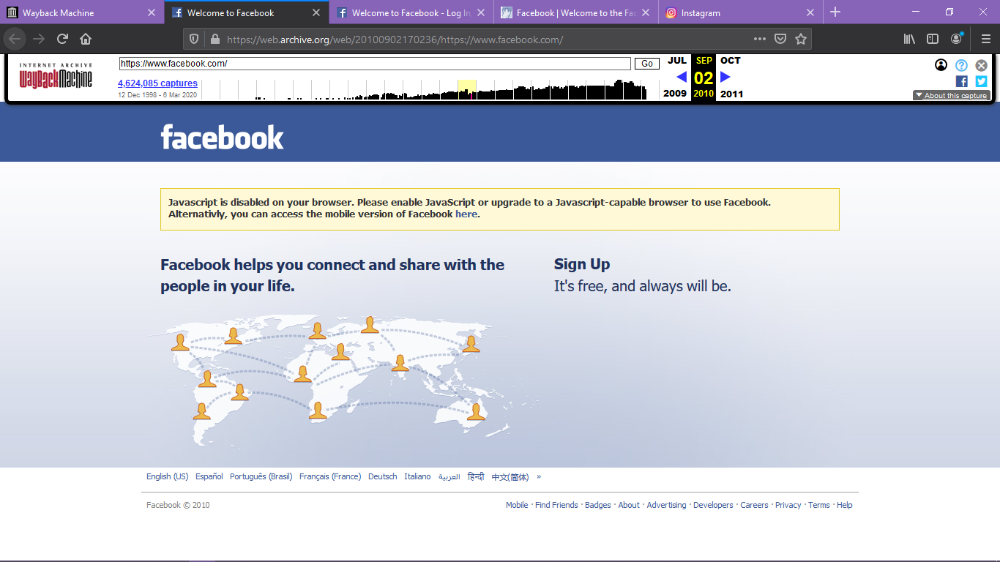 Wayback Machine
Welcome to Facebook
Welcome to Facebook - Log In,
Facebook | Welcome to the Fac
Instagram
https://web.archive.org/web/20100902170236/https://www.facebook.com/
INTERNET ARCHIVE
WayBackMachine
https://www.facebook.com/
Go
4,624,085 captures
12 Dec 1998 - 6 Mar 2020
JUL SEP OCT
02
2009 2010 2011
About this capture
facebook
Javascript is disabled on your browser. Please enable JavaScript or upgrade to a Javascript-capable browser to use Facebook.
Alternativly, you can access the mobile version of Facebook here.
Facebook helps you connect and share with the
people in your life.
Sign Up
It's free, and always will be.
English (US) Español Português (Brasil) Français (France) Deutsch Italiano العربية हिन्दी 中文(简体) »
Facebook © 2010
Mobile · Find Friends · Badges · About · Advertising · Developers · Careers · Privacy · Terms · Help